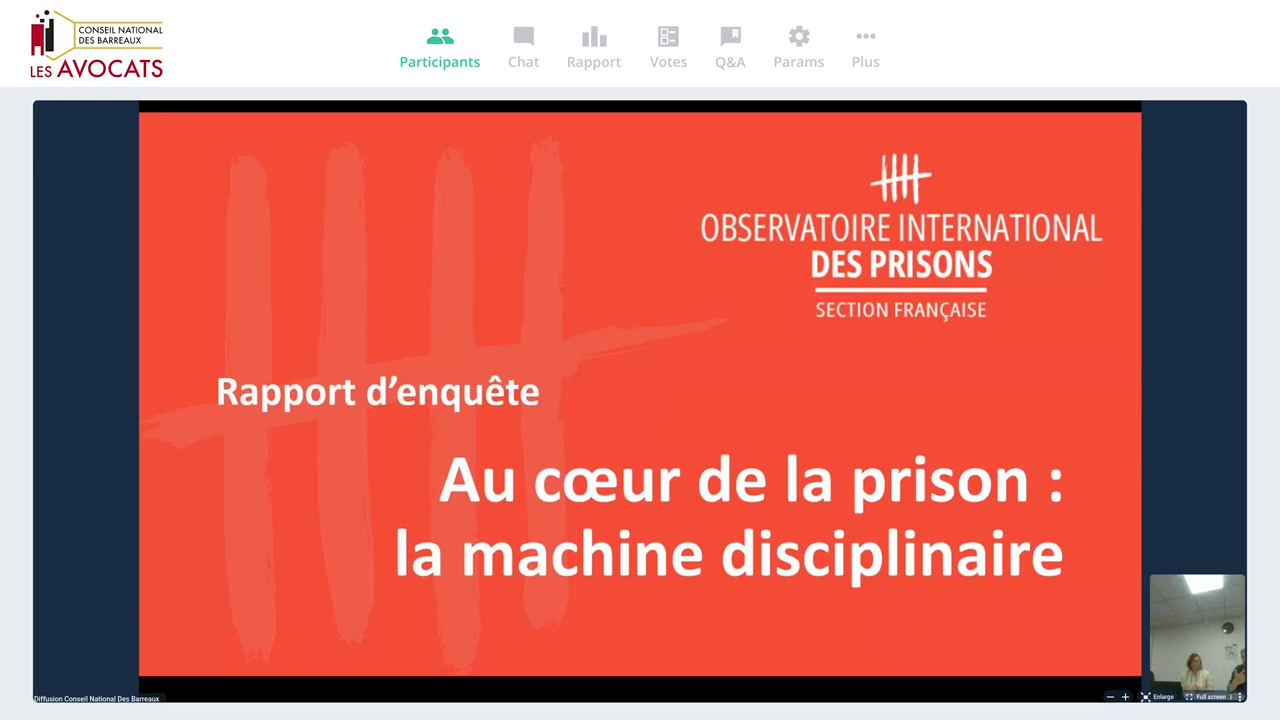 CONSEIL NATIONAL
DES BARREAUX
LES AVOCATS
Participants
Chat
Rapport
Votes
Q&A
Params
Plus
OBSERVATOIRE INTERNATIONAL
DES PRISONS
SECTION FRANÇAISE
Rapport d’enquête
Au cœur de la prison :
la machine disciplinaire
Diffusion Conseil National Des Barreaux
Enlarge
Full screen